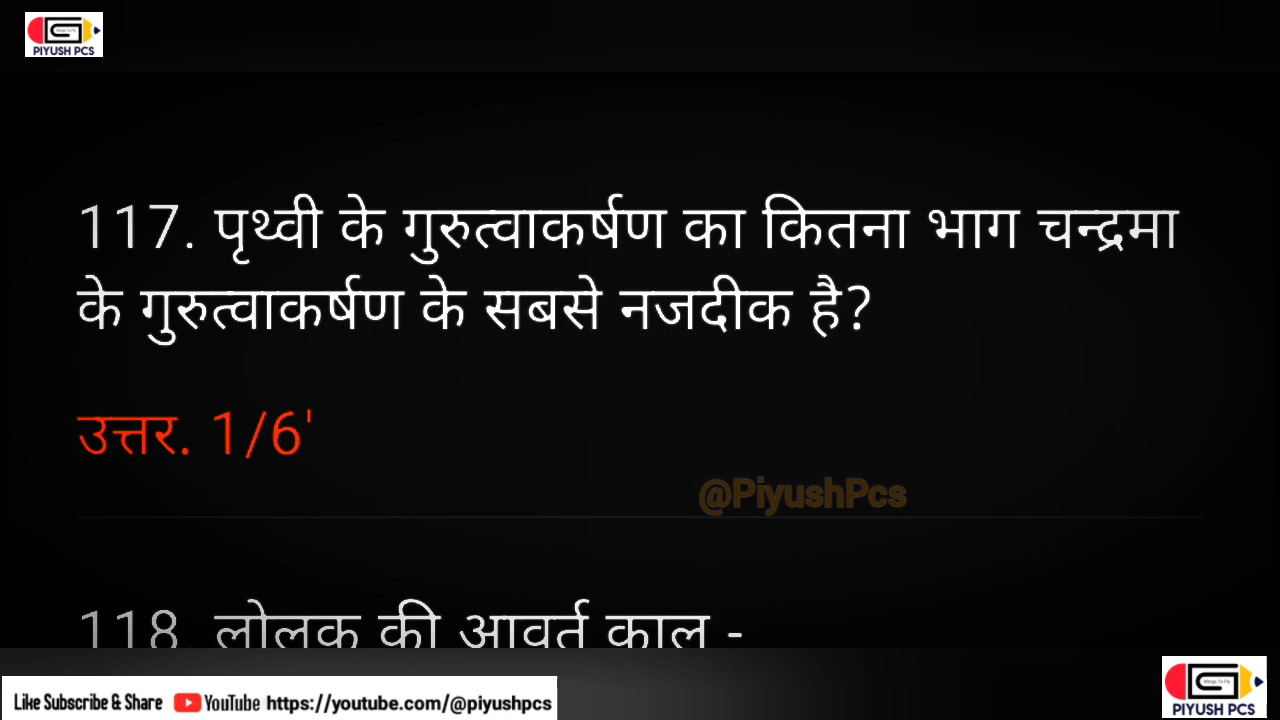 PIYUSH PCS
117. पृथ्वी के गुरुत्वाकर्षण का कितना भाग चन्द्रमा
के गुरुत्वाकर्षण के सबसे नजदीक है?
उत्तर. 1/6'
@PiyushPcs
118. लोलक की आवर्त काल -
Like Subscribe & Share YouTube https://youtube.com/@piyushpcs
PIYUSH PCS